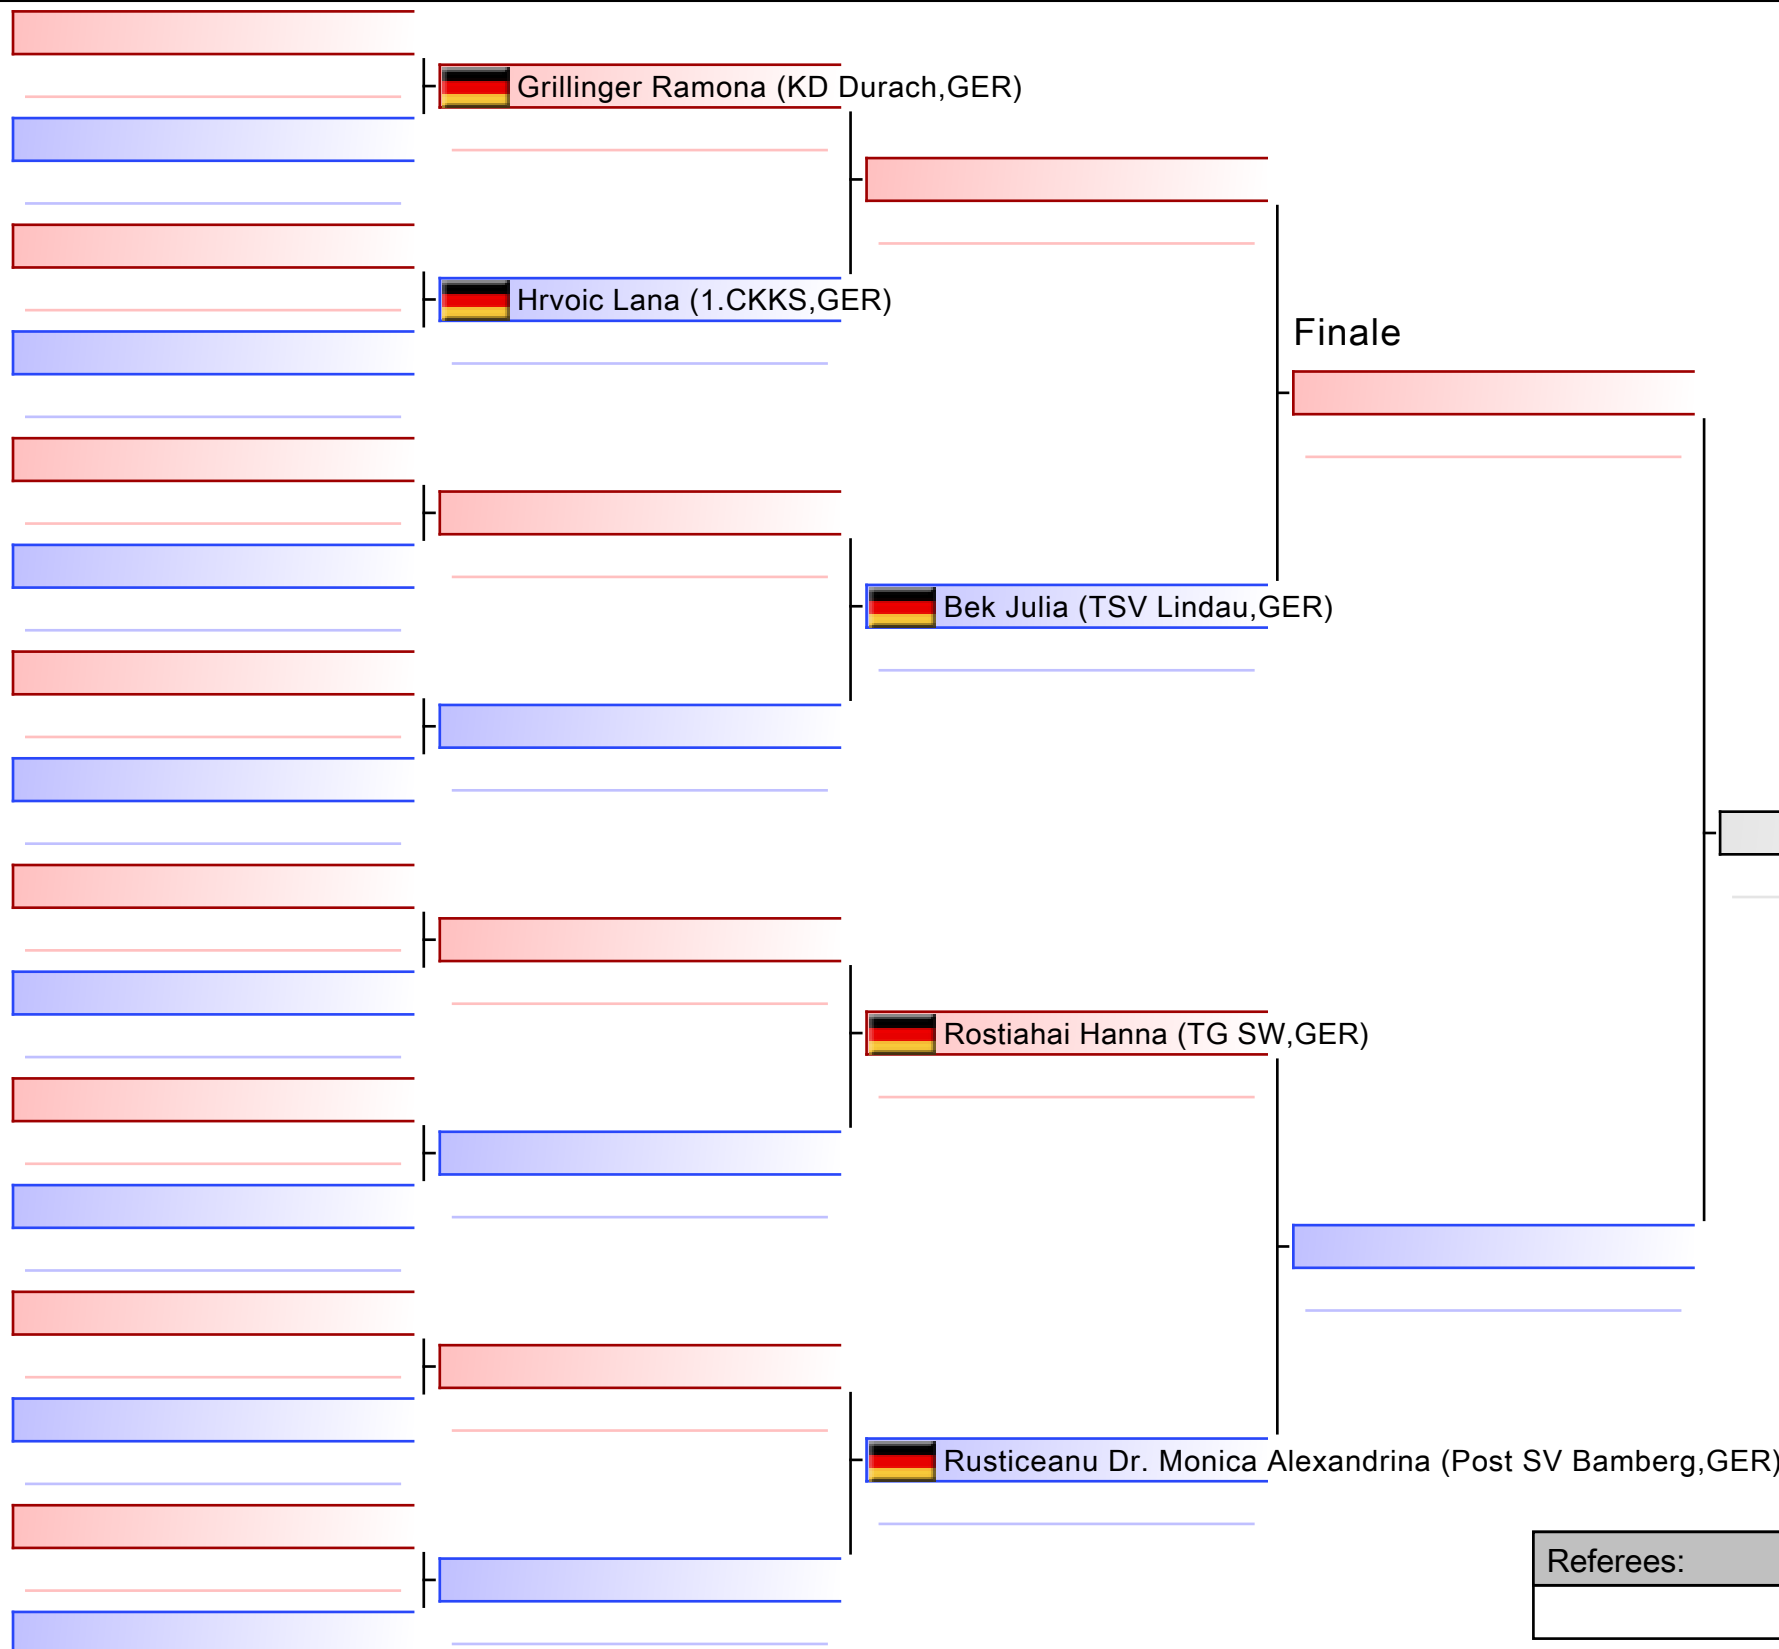 Grillinger Ramona (KD Durach,GER)
Hrvoic Lana (1.CKKS,GER)
Finale
Bek Julia (TSV Lindau,GER)
Rostiahai Hanna (TG SW,GER)
Rusticeanu Dr. Monica Alexandrina (Post SV Bamberg,GER)
Referees: